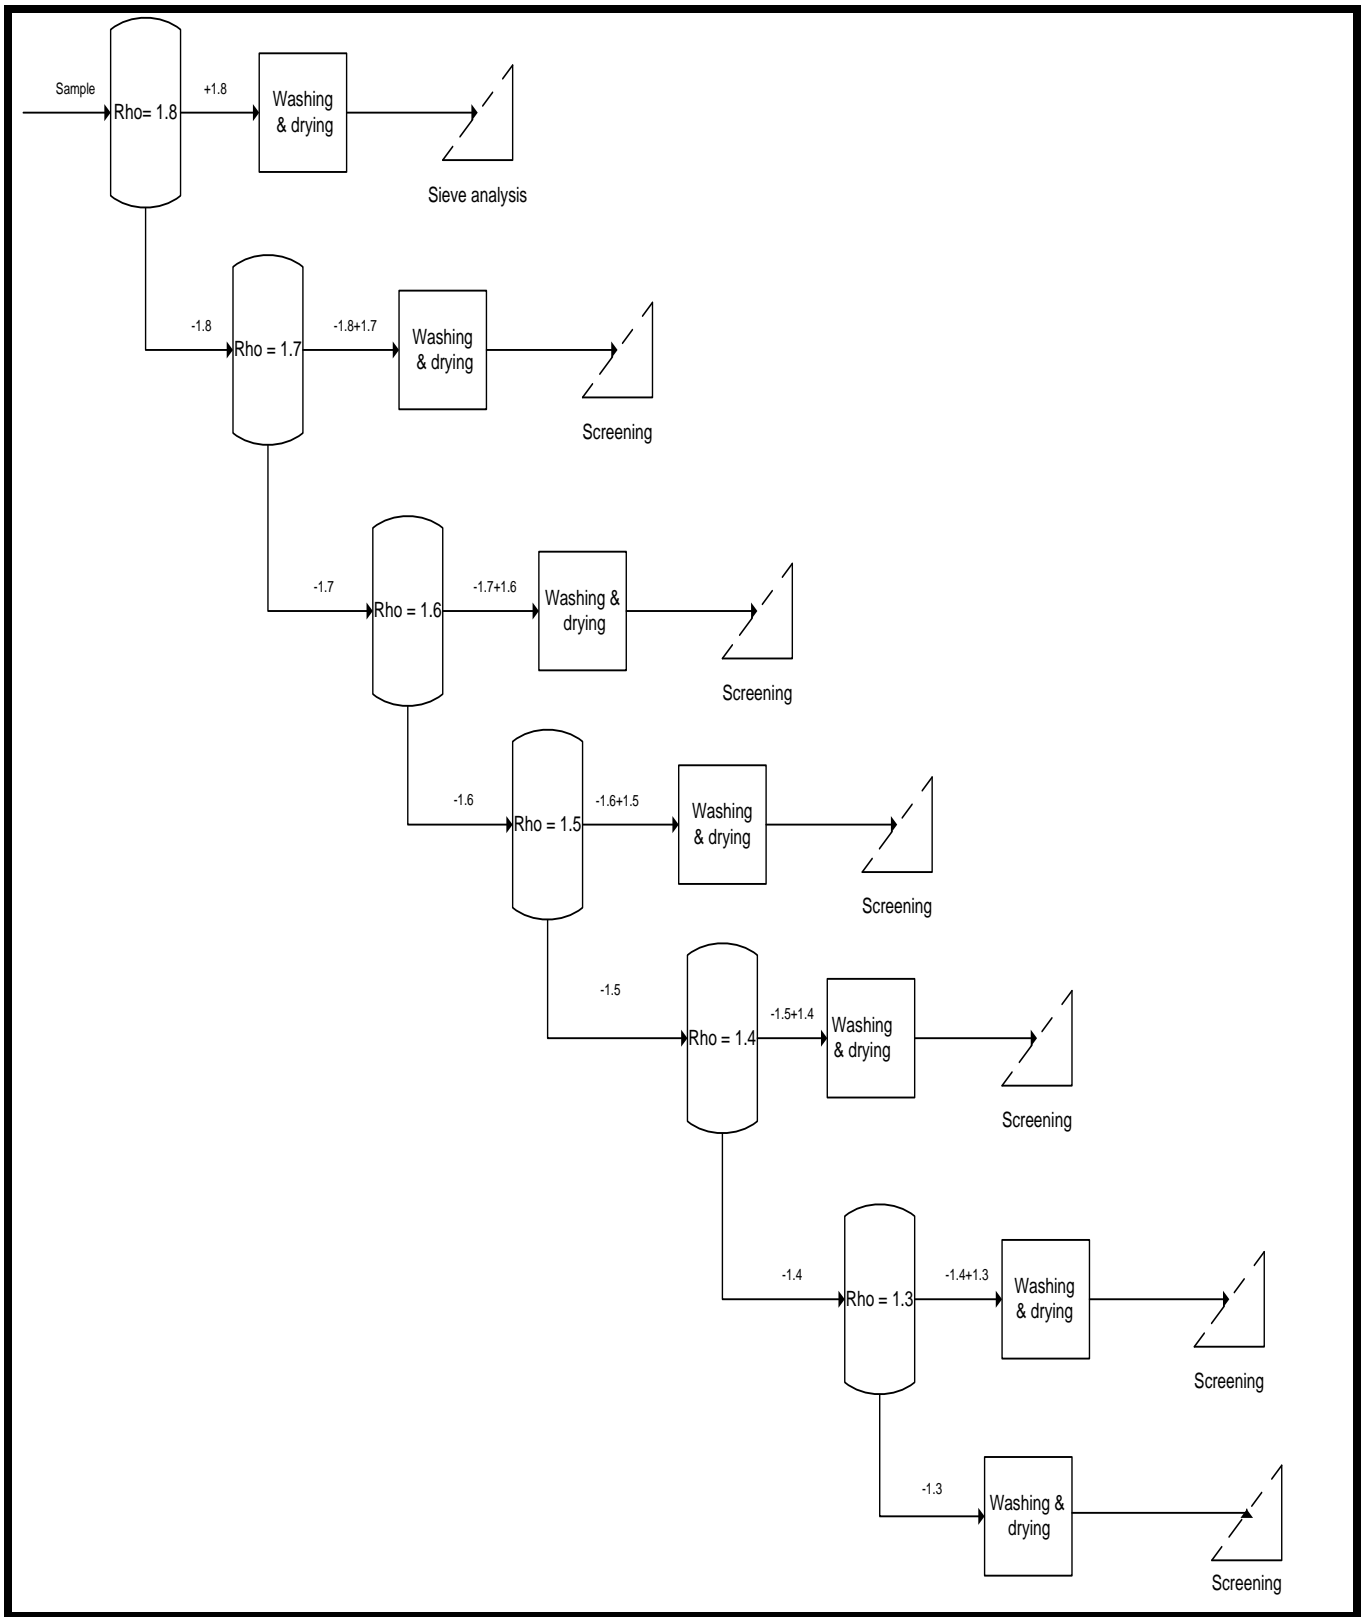 Sample
Rho= 1.8
+1.8
Washing
& drying
Sieve analysis
-1.8
Rho = 1.7
-1.8+1.7
Washing
& drying
Screening
-1.7
Rho = 1.6
-1.7+1.6
Washing &
drying
Screening
-1.6
Rho = 1.5
-1.6+1.5
Washing
& drying
Screening
-1.5
Rho = 1.4
-1.5+1.4
Washing
& drying
Screening
-1.4
Rho = 1.3
-1.4+1.3
Washing
& drying
Screening
-1.3
Washing &
drying
Screening